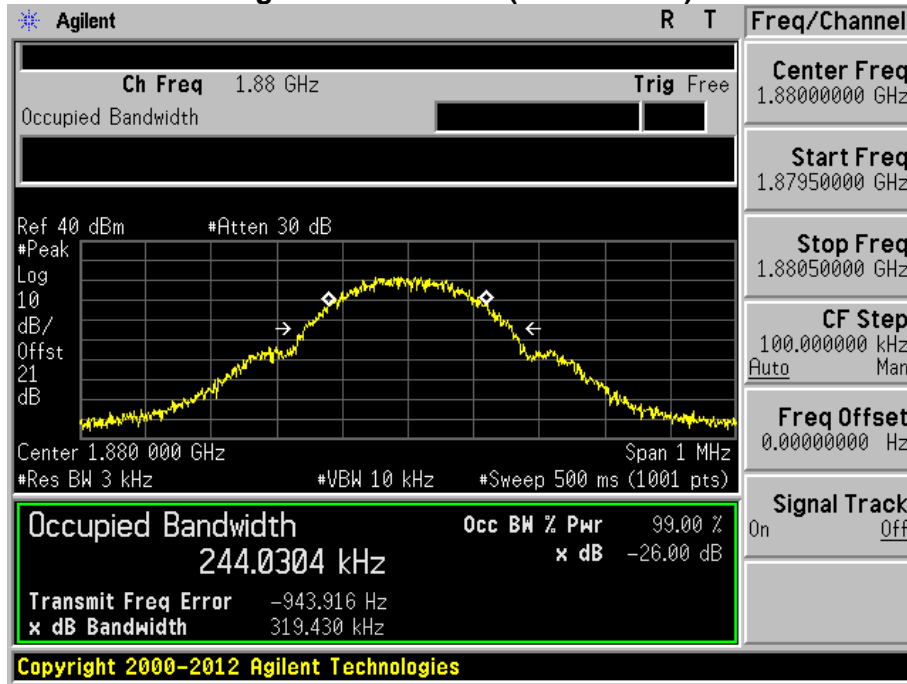 Agilent R T
Ch Freq 1.88 GHz Trig Free
Occupied Bandwidth
Ref 40 dBm #Atten 30 dB
#Peak
Log
10
dB/
Offst
21
dB
Center 1.880 000 GHz Span 1 MHz
#Res BW 3 kHz #VBW 10 kHz #Sweep 500 ms (1001 pts)
Occupied Bandwidth Occ BW % Pwr 99.00 %
244.0304 kHz x dB -26.00 dB
Transmit Freq Error -943.916 Hz
x dB Bandwidth 319.430 kHz
Copyright 2000-2012 Agilent Technologies
Freq/Channel
Center Freq
1.88000000 GHz
Start Freq
1.87950000 GHz
Stop Freq
1.88050000 GHz
CF Step
100.000000 kHz
Auto Man
Freq Offset
0.00000000 Hz
Signal Track
On Off